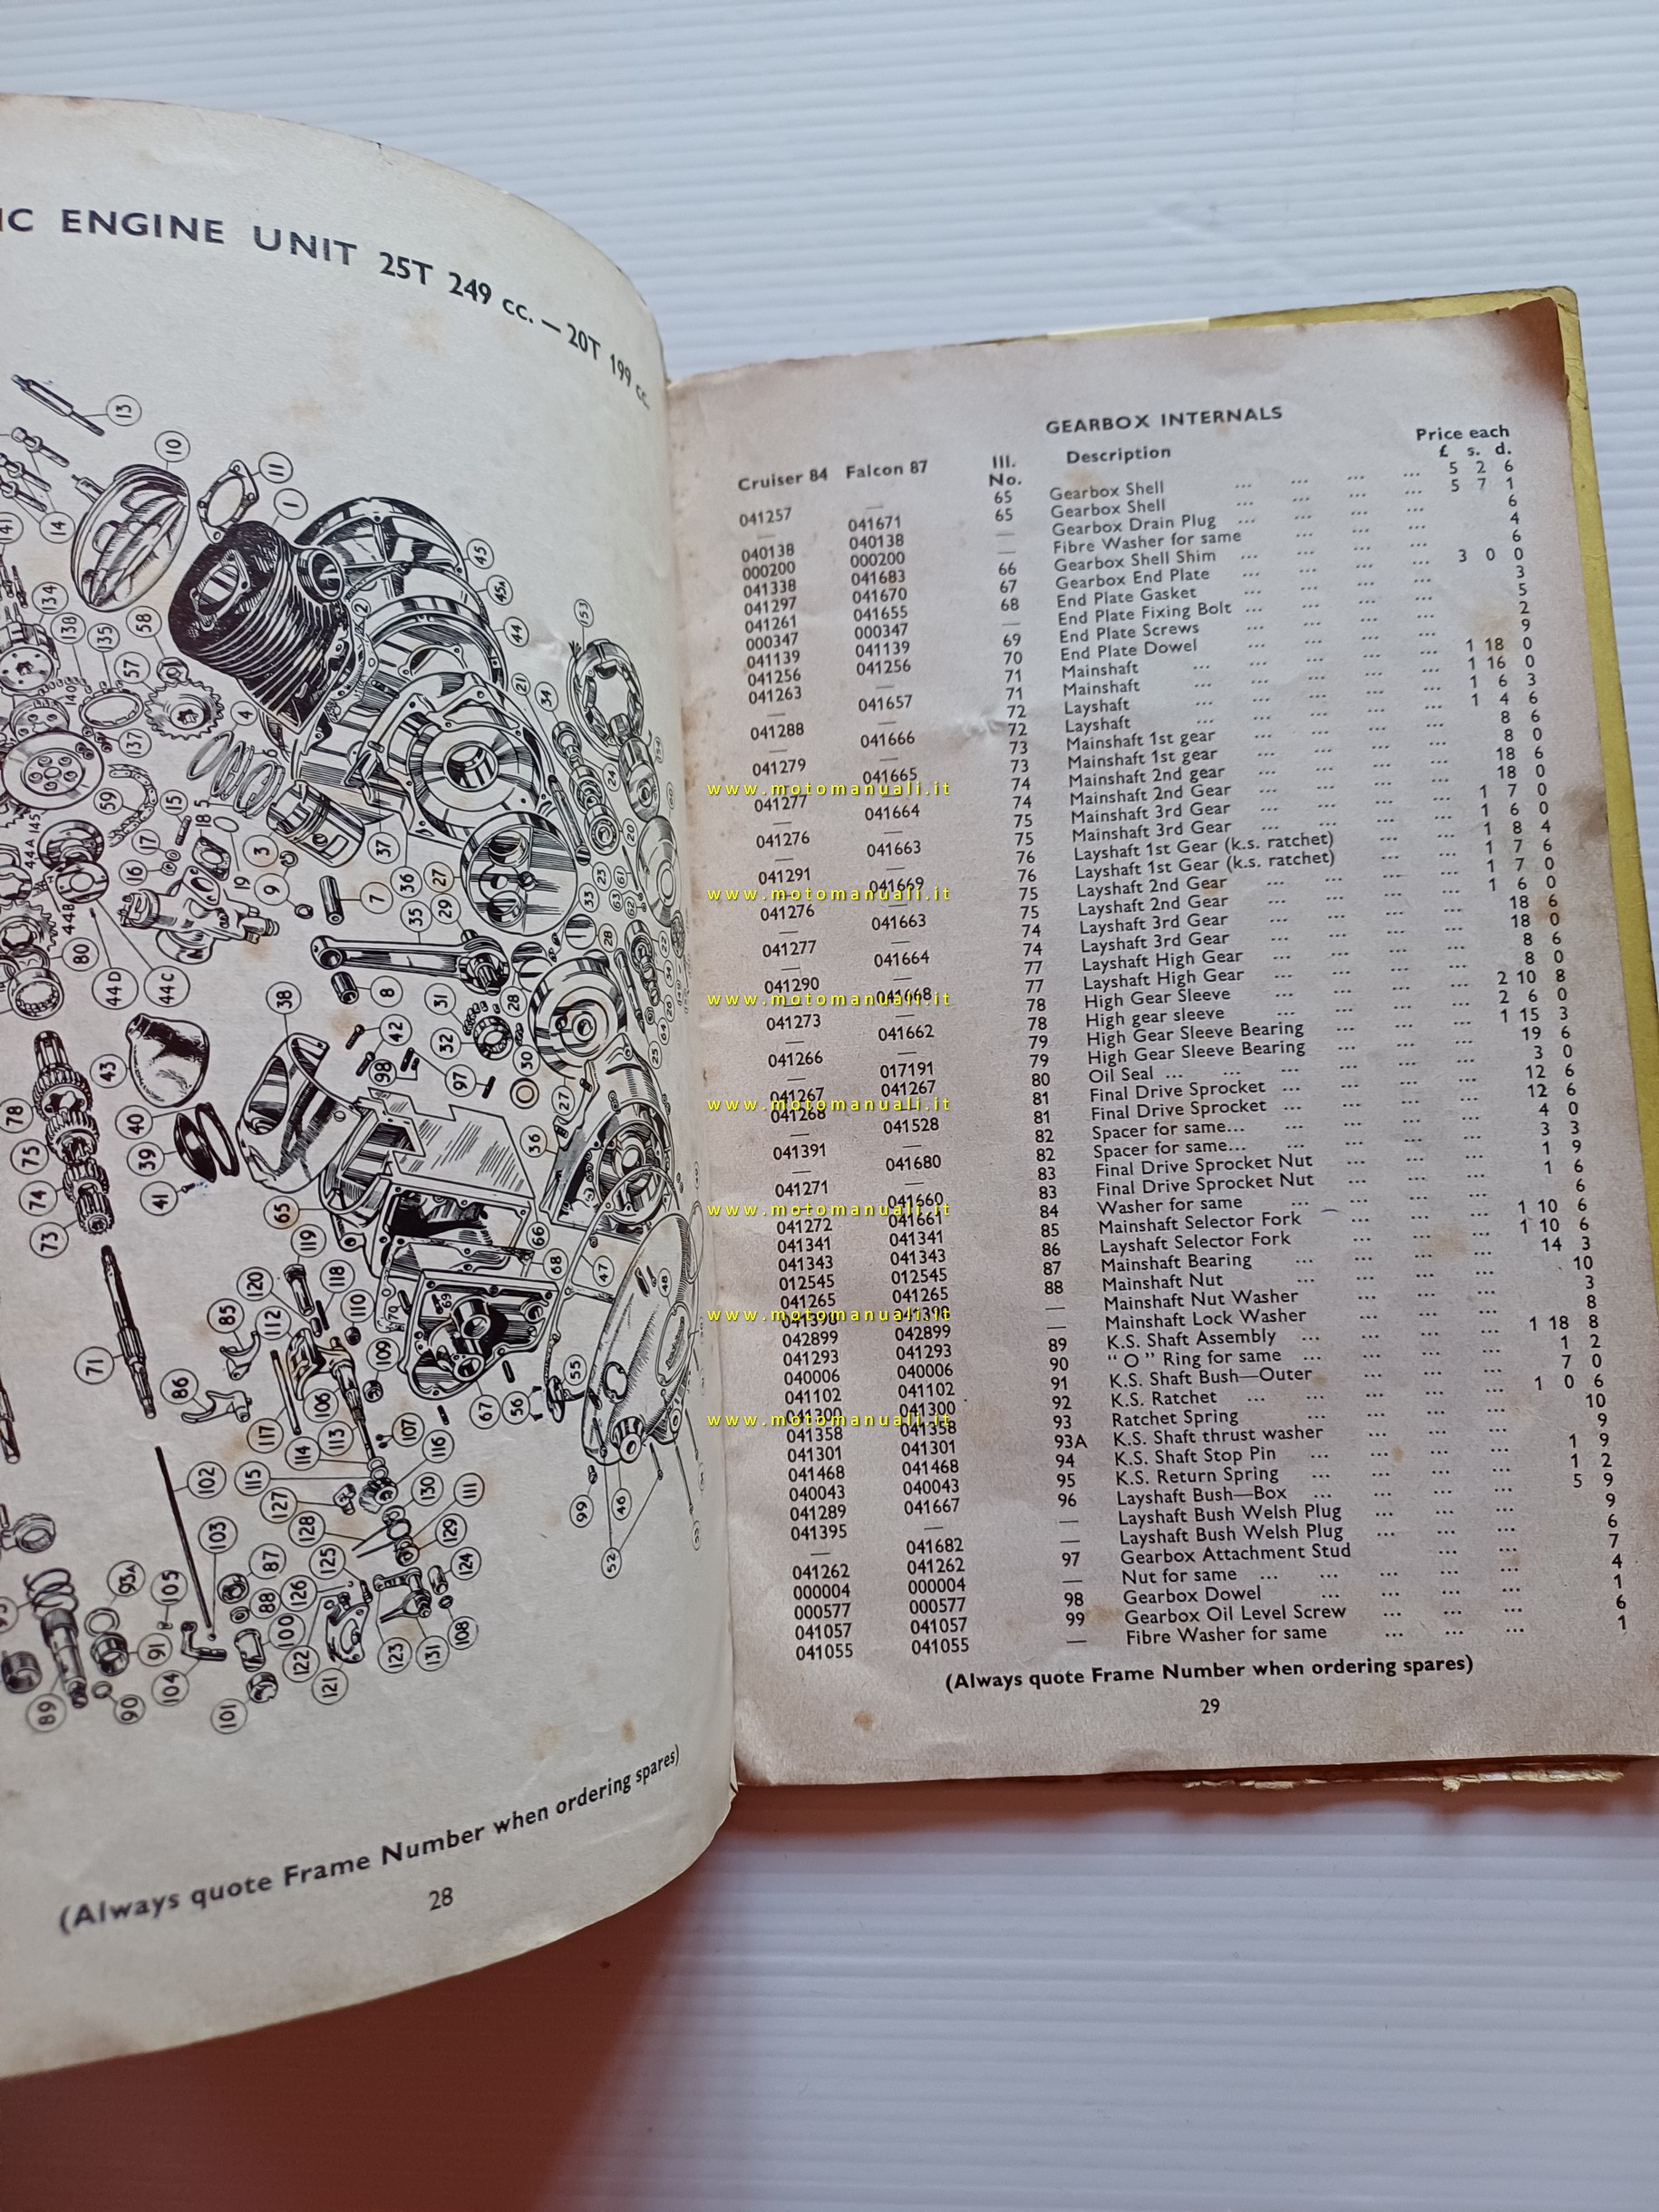 IC ENGINE UNIT 25T 249 cc. — 20T 199 cc.
(Always quote Frame Number when ordering spares)
28
GEARBOX INTERNALS
Cruiser 84 Falcon 87 Ill. No. Description Price each £ s. d.
041257 — 65 Gearbox Shell ... ... ... ... 5 2 6
— 041671 65 Gearbox Shell ... ... ... ... 5 7 1
040138 040138 — Gearbox Drain Plug ... ... ... ... 6
000200 000200 — Fibre Washer for same ... ... ... 4
041338 041683 66 Gearbox Shell Shim ... ... ... ... 6
041297 041670 67 Gearbox End Plate ... ... ... ... 3 0 0
041261 041655 68 End Plate Gasket ... ... ... ... 3
000347 000347 — End Plate Fixing Bolt ... ... ... ... 5
041139 041139 69 End Plate Screws ... ... ... ... 2
041256 041256 70 End Plate Dowel ... ... ... ... 9
041263 — 71 Mainshaft ... ... ... ... 1 18 0
— 041657 71 Mainshaft ... ... ... ... 1 16 0
041288 — 72 Layshaft ... ... ... ... 1 6 3
— 041666 72 Layshaft ... ... ... ... 1 4 6
041279 — 73 Mainshaft 1st gear ... ... ... ... 8 6
— 041665 73 Mainshaft 1st gear ... ... ... ... 8 0
041277 — 74 Mainshaft 2nd gear ... ... ... ... 18 6
— 041664 74 Mainshaft 2nd Gear ... ... ... ... 18 0
041276 — 75 Mainshaft 3rd Gear ... ... ... ... 1 7 0
— 041663 75 Mainshaft 3rd Gear ... ... ... ... 1 6 0
041291 — 76 Layshaft 1st Gear (k.s. ratchet) ... ... 1 8 4
— 041669 76 Layshaft 1st Gear (k.s. ratchet) ... ... 1 7 6
041276 — 75 Layshaft 2nd Gear ... ... ... ... 1 7 0
— 041663 75 Layshaft 2nd Gear ... ... ... ... 1 6 0
041277 — 74 Layshaft 3rd Gear ... ... ... ... 18 6
— 041664 74 Layshaft 3rd Gear ... ... ... ... 18 0
041290 — 77 Layshaft High Gear ... ... ... ... 8 6
— 041668 77 Layshaft High Gear ... ... ... ... 8 0
041273 — 78 High Gear Sleeve ... ... ... ... 2 10 8
— 041662 78 High gear sleeve ... ... ... ... 2 6 0
041266 — 79 High Gear Sleeve Bearing ... ... ... 1 15 3
— 017191 79 High Gear Sleeve Bearing ... ... ... 19 6
041267 041267 80 Oil Seal ... ... ... ... ... 3 0
041268 — 81 Final Drive Sprocket ... ... ... ... 12 6
— 041528 81 Final Drive Sprocket ... ... ... ... 12 6
041391 — 82 Spacer for same... ... ... ... ... 4 0
— 041680 82 Spacer for same... ... ... ... ... 3 3
041271 — 83 Final Drive Sprocket Nut ... ... ... 1 9
— 041660 83 Final Drive Sprocket Nut ... ... ... 1 6
041272 041661 84 Washer for same ... ... ... ... 6
041341 041341 85 Mainshaft Selector Fork ... ... ... 1 10 6
041343 041343 86 Layshaft Selector Fork ... ... ... 1 10 6
012545 012545 87 Mainshaft Bearing ... ... ... ... 14 3
041265 041265 88 Mainshaft Nut ... ... ... ... 10
— Mainshaft Nut Washer ... ... ... 3
042899 042899 — Mainshaft Lock Washer ... ... ... 8
041293 041293 89 K.S. Shaft Assembly ... ... ... ... 1 18 8
040006 040006 90 “ O ” Ring for same ... ... ... ... 1 2
041102 041102 91 K.S. Shaft Bush—Outer ... ... ... 7 0
041300 041300 92 K.S. Ratchet ... ... ... ... ... 1 0 6
041358 041358 93 Ratchet Spring ... ... ... ... 10
041301 041301 93A K.S. Shaft thrust washer ... ... ... 9
041468 041468 94 K.S. Shaft Stop Pin ... ... ... ... 1 9
040043 040043 95 K.S. Return Spring ... ... ... ... 1 2
041289 041667 96 Layshaft Bush—Box ... ... ... ... 5 9
041395 — — Layshaft Bush Welsh Plug ... ... ... 9
— 041682 — Layshaft Bush Welsh Plug ... ... ... 6
041262 041262 97 Gearbox Attachment Stud ... ... 7
000004 000004 — Nut for same ... ... ... ... ... 4
000577 000577 98 Gearbox Dowel ... ... ... ... 1
041057 041057 99 Gearbox Oil Level Screw ... ... ... 6
041055 041055 — Fibre Washer for same ... ... ... 1
(Always quote Frame Number when ordering spares)
29
www.motomanuali.it
www.motomanuali.it
www.motomanuali.it
www.motomanuali.it
www.motomanuali.it
www.motomanuali.it
www.motomanuali.it